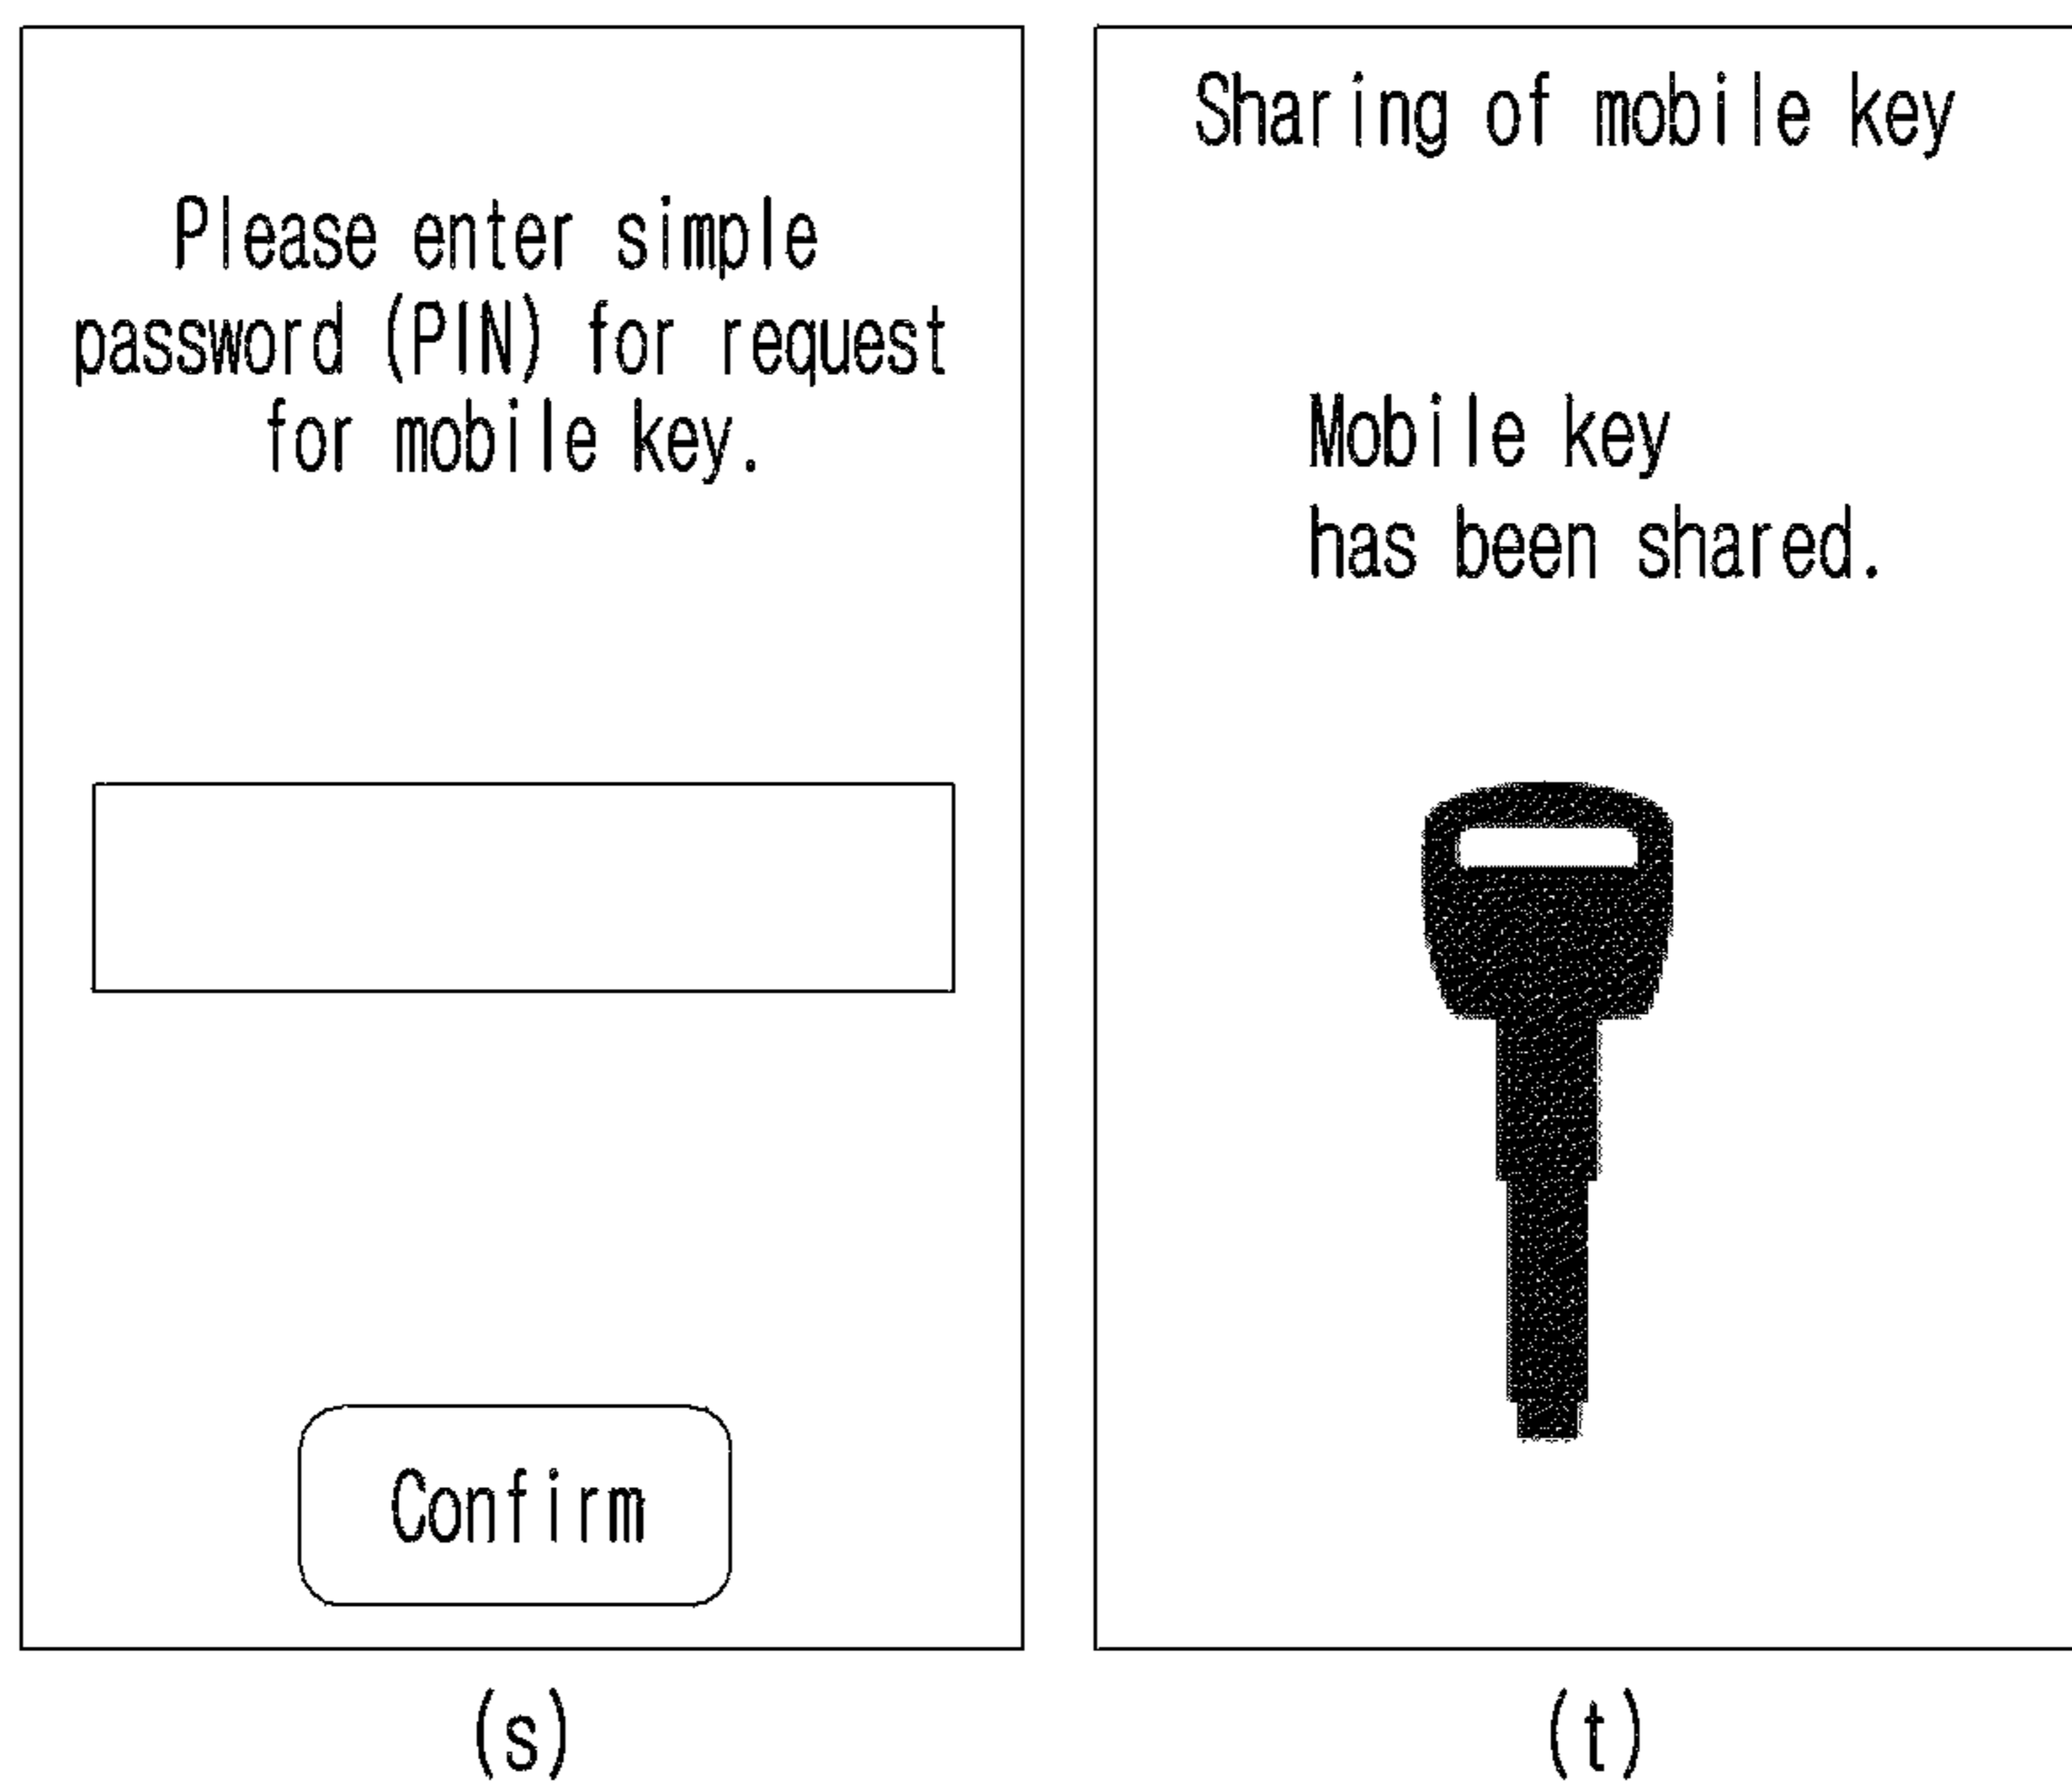 Please enter simple
password (PIN) for request
for mobile key.
Confirm
(s)
Sharing of mobile key
Mobile key
has been shared.
(t)